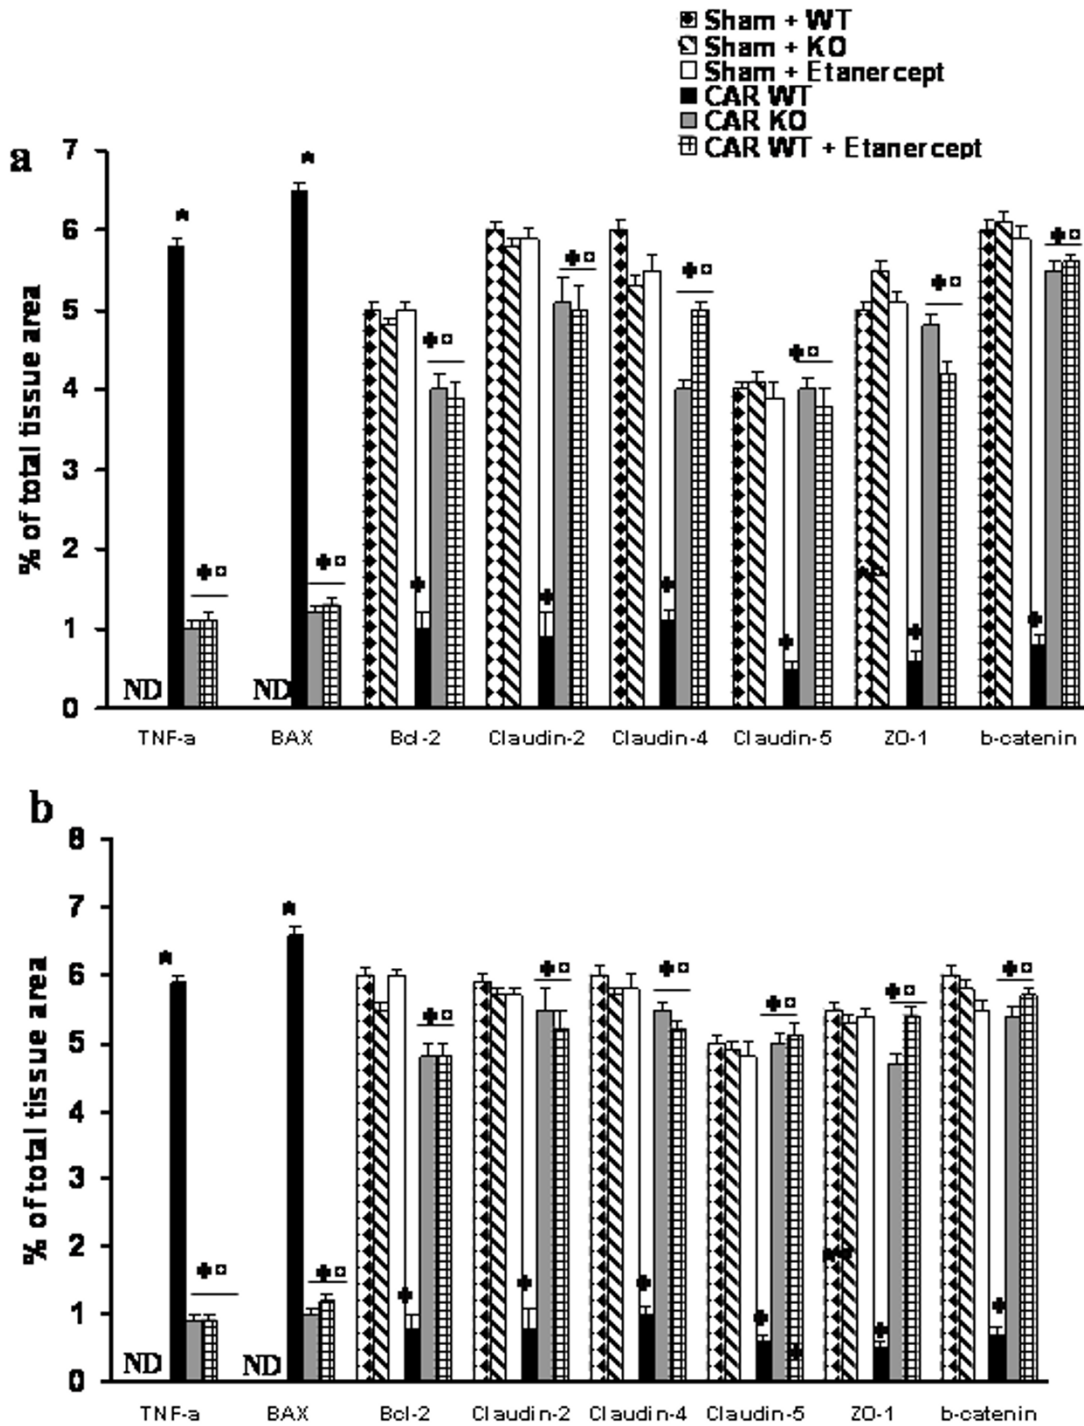 Sham + WT
Sham + KO
Sham + Etanercept
CAR WT
CAR KO
CAR WT + Etanercept
a
% of total tissue area
7
6
5
4
3
2
1
0
ND
ND
TNF-a BAX Bcl-2 Claudin-2 Claudin-4 Claudin-5 ZO-1 b-catenin
b
% of total tissue area
8
7
6
5
4
3
2
1
0
ND
ND
TNF-a BAX Bcl-2 Claudin-2 Claudin-4 Claudin-5 ZO-1 b-catenin